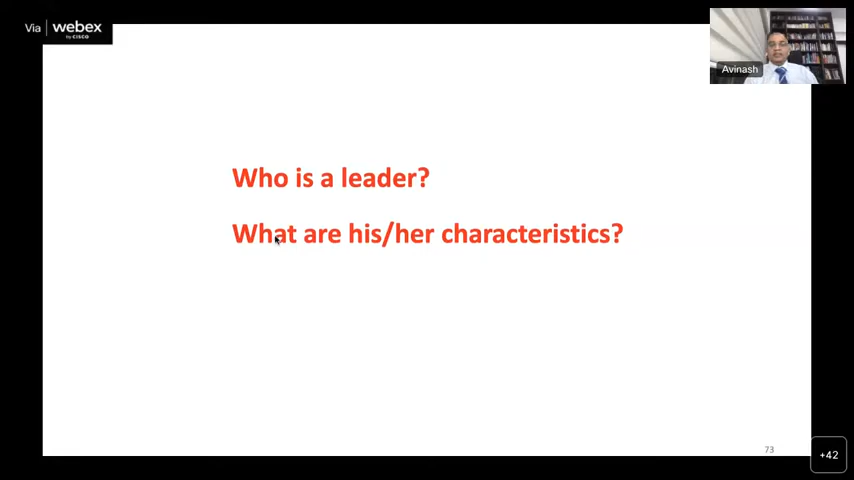 Via webex
by CISCO
Avinash
Who is a leader?
What are his/her characteristics?
73
+42